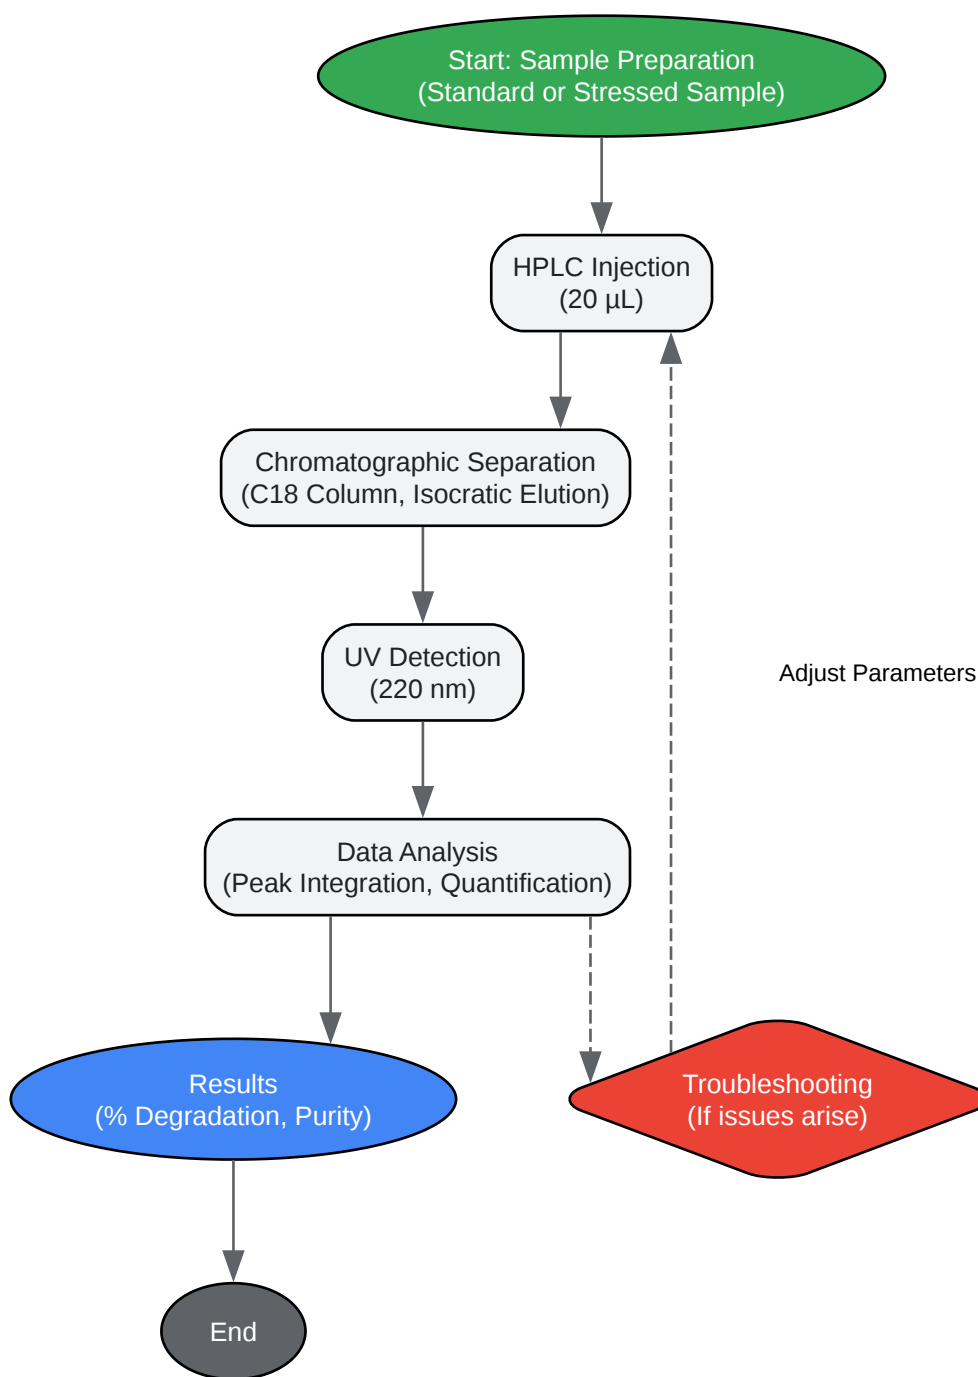 Start: Sample Preparation
(Standard or Stressed Sample)
HPLC Injection
(20 µL)
Chromatographic Separation
(C18 Column, Isocratic Elution)
UV Detection
(220 nm)
Adjust Parameters
Data Analysis
(Peak Integration, Quantification)
Results
(% Degradation, Purity)
Troubleshooting
(If issues arise)
End